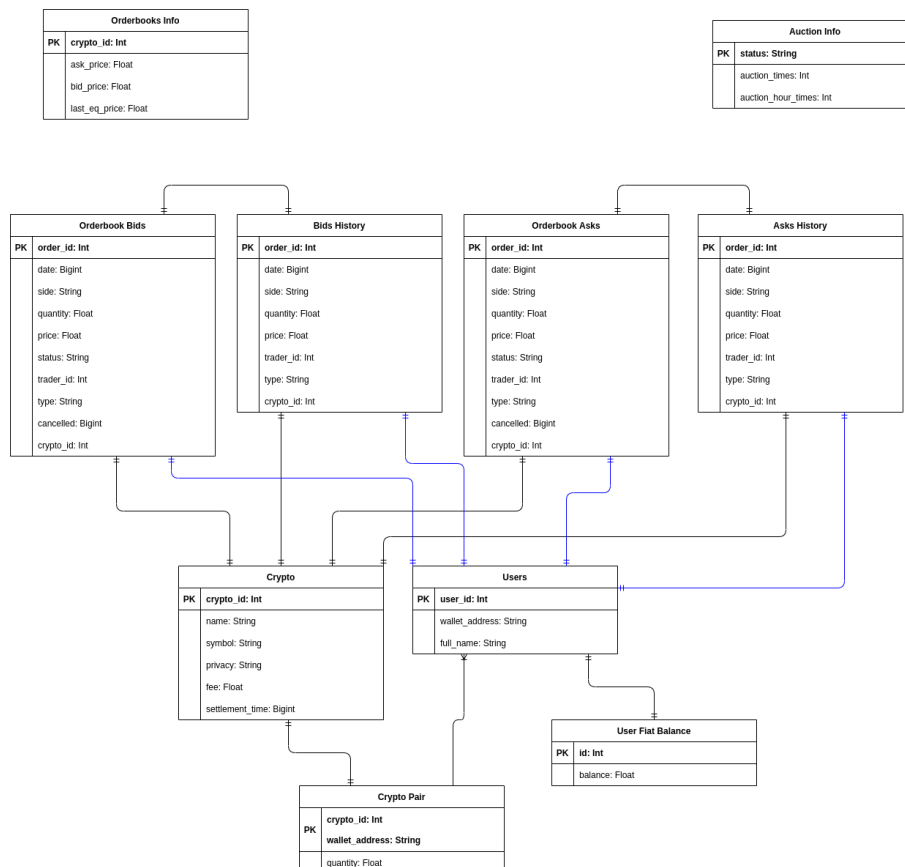 Orderbooks Info
PK crypto_id: Int
ask_price: Float
bid_price: Float
last_eq_price: Float
Auction Info
PK status: String
auction_times: Int
auction_hour_times: Int
Orderbook Bids
PK order_id: Int
date: Bigint
side: String
quantity: Float
price: Float
status: String
trader_id: Int
type: String
cancelled: Bigint
crypto_id: Int
Bids History
PK order_id: Int
date: Bigint
side: String
quantity: Float
price: Float
trader_id: Int
type: String
crypto_id: Int
Orderbook Asks
PK order_id: Int
date: Bigint
side: String
quantity: Float
price: Float
status: String
trader_id: Int
type: String
cancelled: Bigint
crypto_id: Int
Asks History
PK order_id: Int
date: Bigint
side: String
quantity: Float
price: Float
trader_id: Int
type: String
crypto_id: Int
Crypto
PK crypto_id: Int
name: String
symbol: String
privacy: String
fee: Float
settlement_time: Bigint
Users
PK user_id: Int
wallet_address: String
full_name: String
User Fiat Balance
PK id: Int
balance: Float
Crypto Pair
PK crypto_id: Int
wallet_address: String
quantity: Float